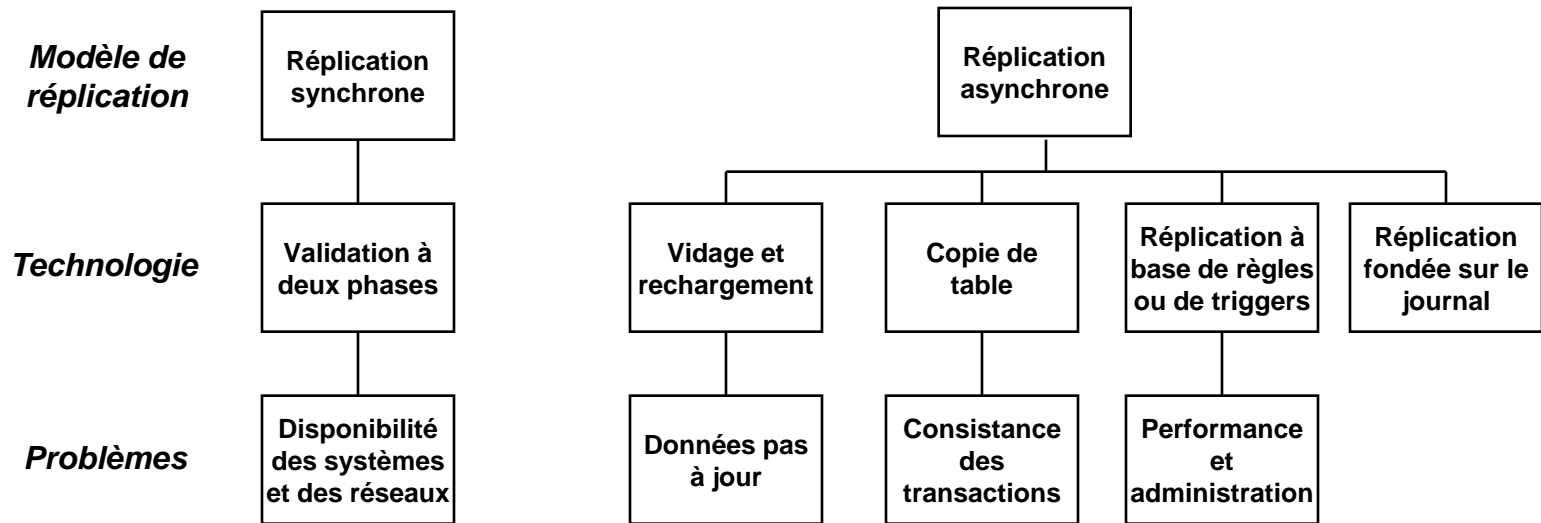 Modèle de
réplication
Réplication
synchrone
Réplication
asynchrone
Technologie
Validation à
deux phases
Vidage et
rechargement
Copie de
table
Réplication à
base de règles
ou de triggers
Réplication
fondée sur le
journal
Problèmes
Disponibilité
des systèmes
et des réseaux
Données pas
à jour
Consistance
des
transactions
Performance
et
administration